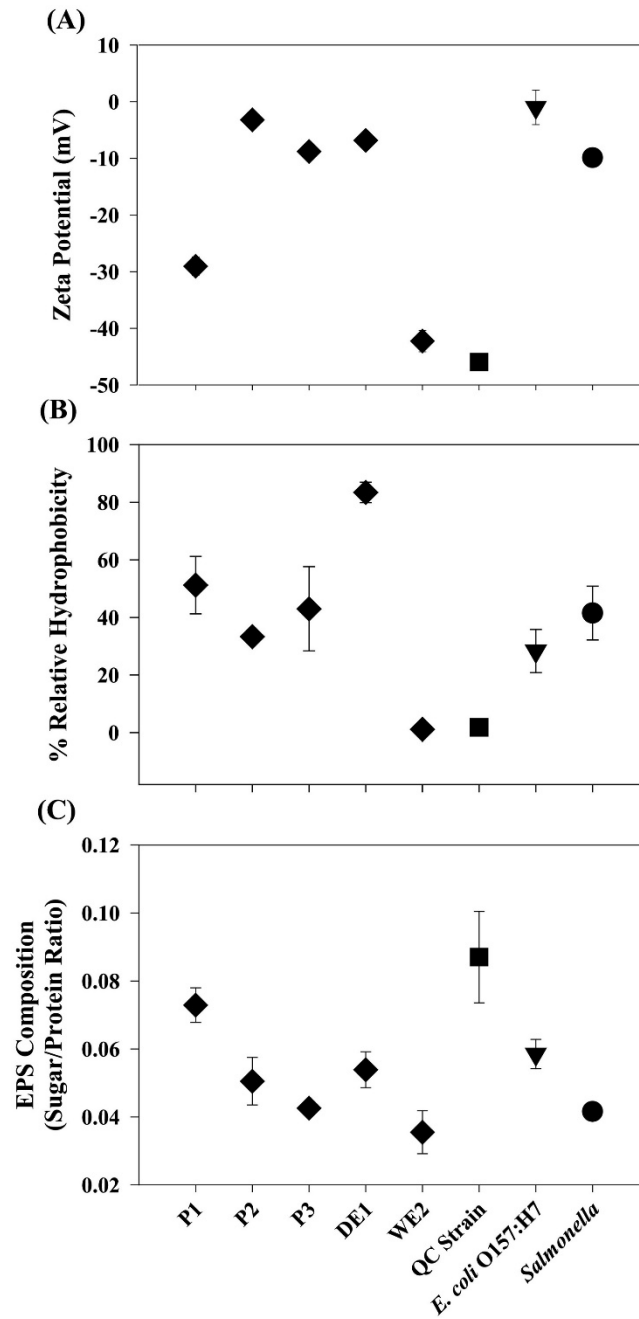 (A)
Zeta Potential (mV)
10
0
-10
-20
-30
-40
-50
(B)
% Relative Hydrophobicity
100
80
60
40
20
0
(C)
EPS Composition
(Sugar/Protein Ratio)
0.12
0.10
0.08
0.06
0.04
0.02
P1
P2
P3
DE1
WE2
QC Strain
E. coli O157:H7
Salmonella